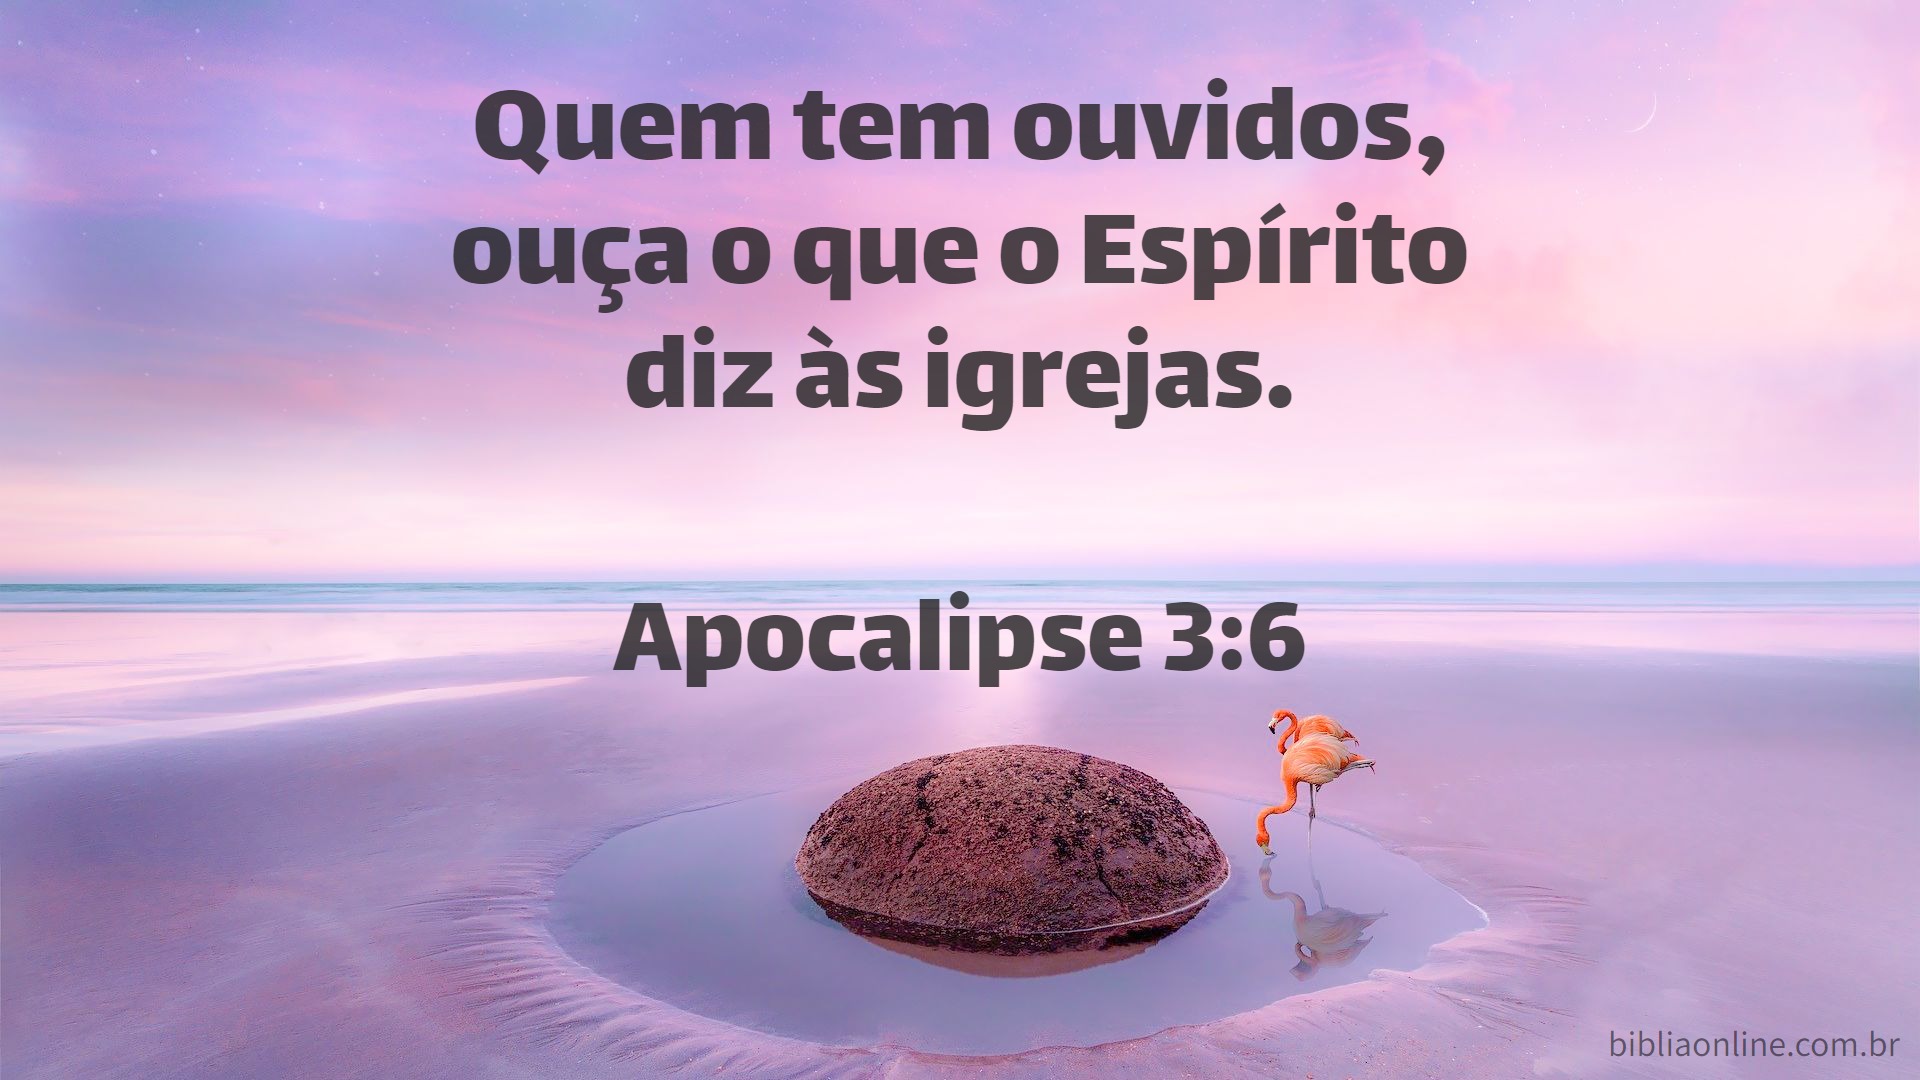 Quem tem ouvidos,
ouça o que o Espírito
diz às igrejas.
Apocalipse 3:6
bibliaonline.com.br